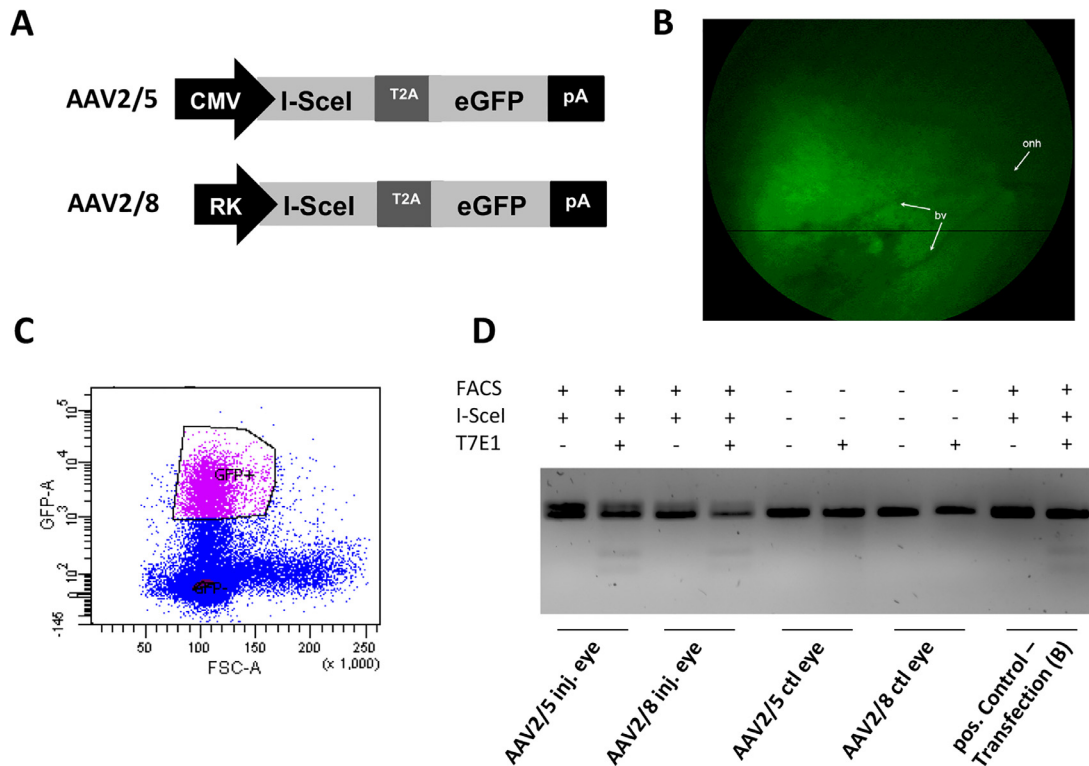 A
AAV2/5 CMV I-SceI T2A eGFP pA
AAV2/8 RK I-SceI T2A eGFP pA
B
onh
bv
C
GFP-A
10^5
10^4
10^3
10^2
0
-145
GFP+
50 100 150 200 250
FSC-A
(x 1,000)
D
FACS + + + + - - - - + +
I-SceI + + + + - - - - + +
T7E1 - + - + - + - + - +
AAV2/5 inj. eye
AAV2/8 inj. eye
AAV2/5 ctl eye
AAV2/8 ctl eye
pos. Control –
Transfection (B)